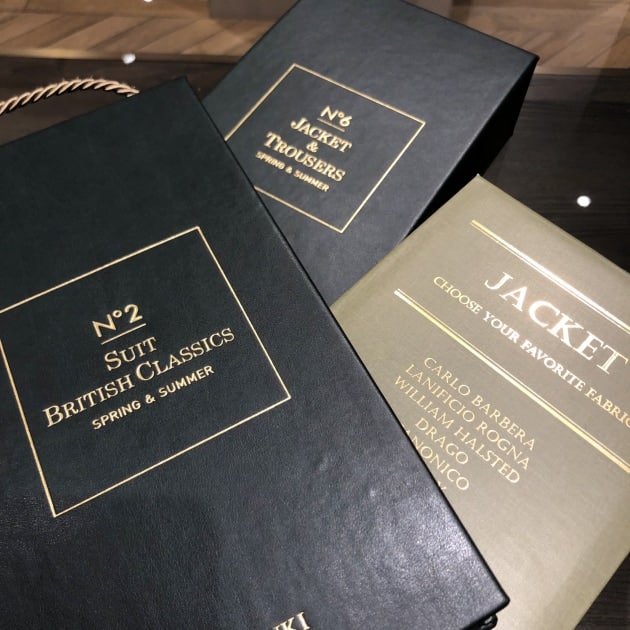 N°6
JACKET
&
TROUSERS
SPRING & SUMMER
N°2
SUIT
BRITISH CLASSICS
SPRING & SUMMER
JACKET
CHOOSE YOUR FAVORITE
CARLO BARBERA
LANIFICIO ROGNA
WILLIAM HALSTED
DRAGO